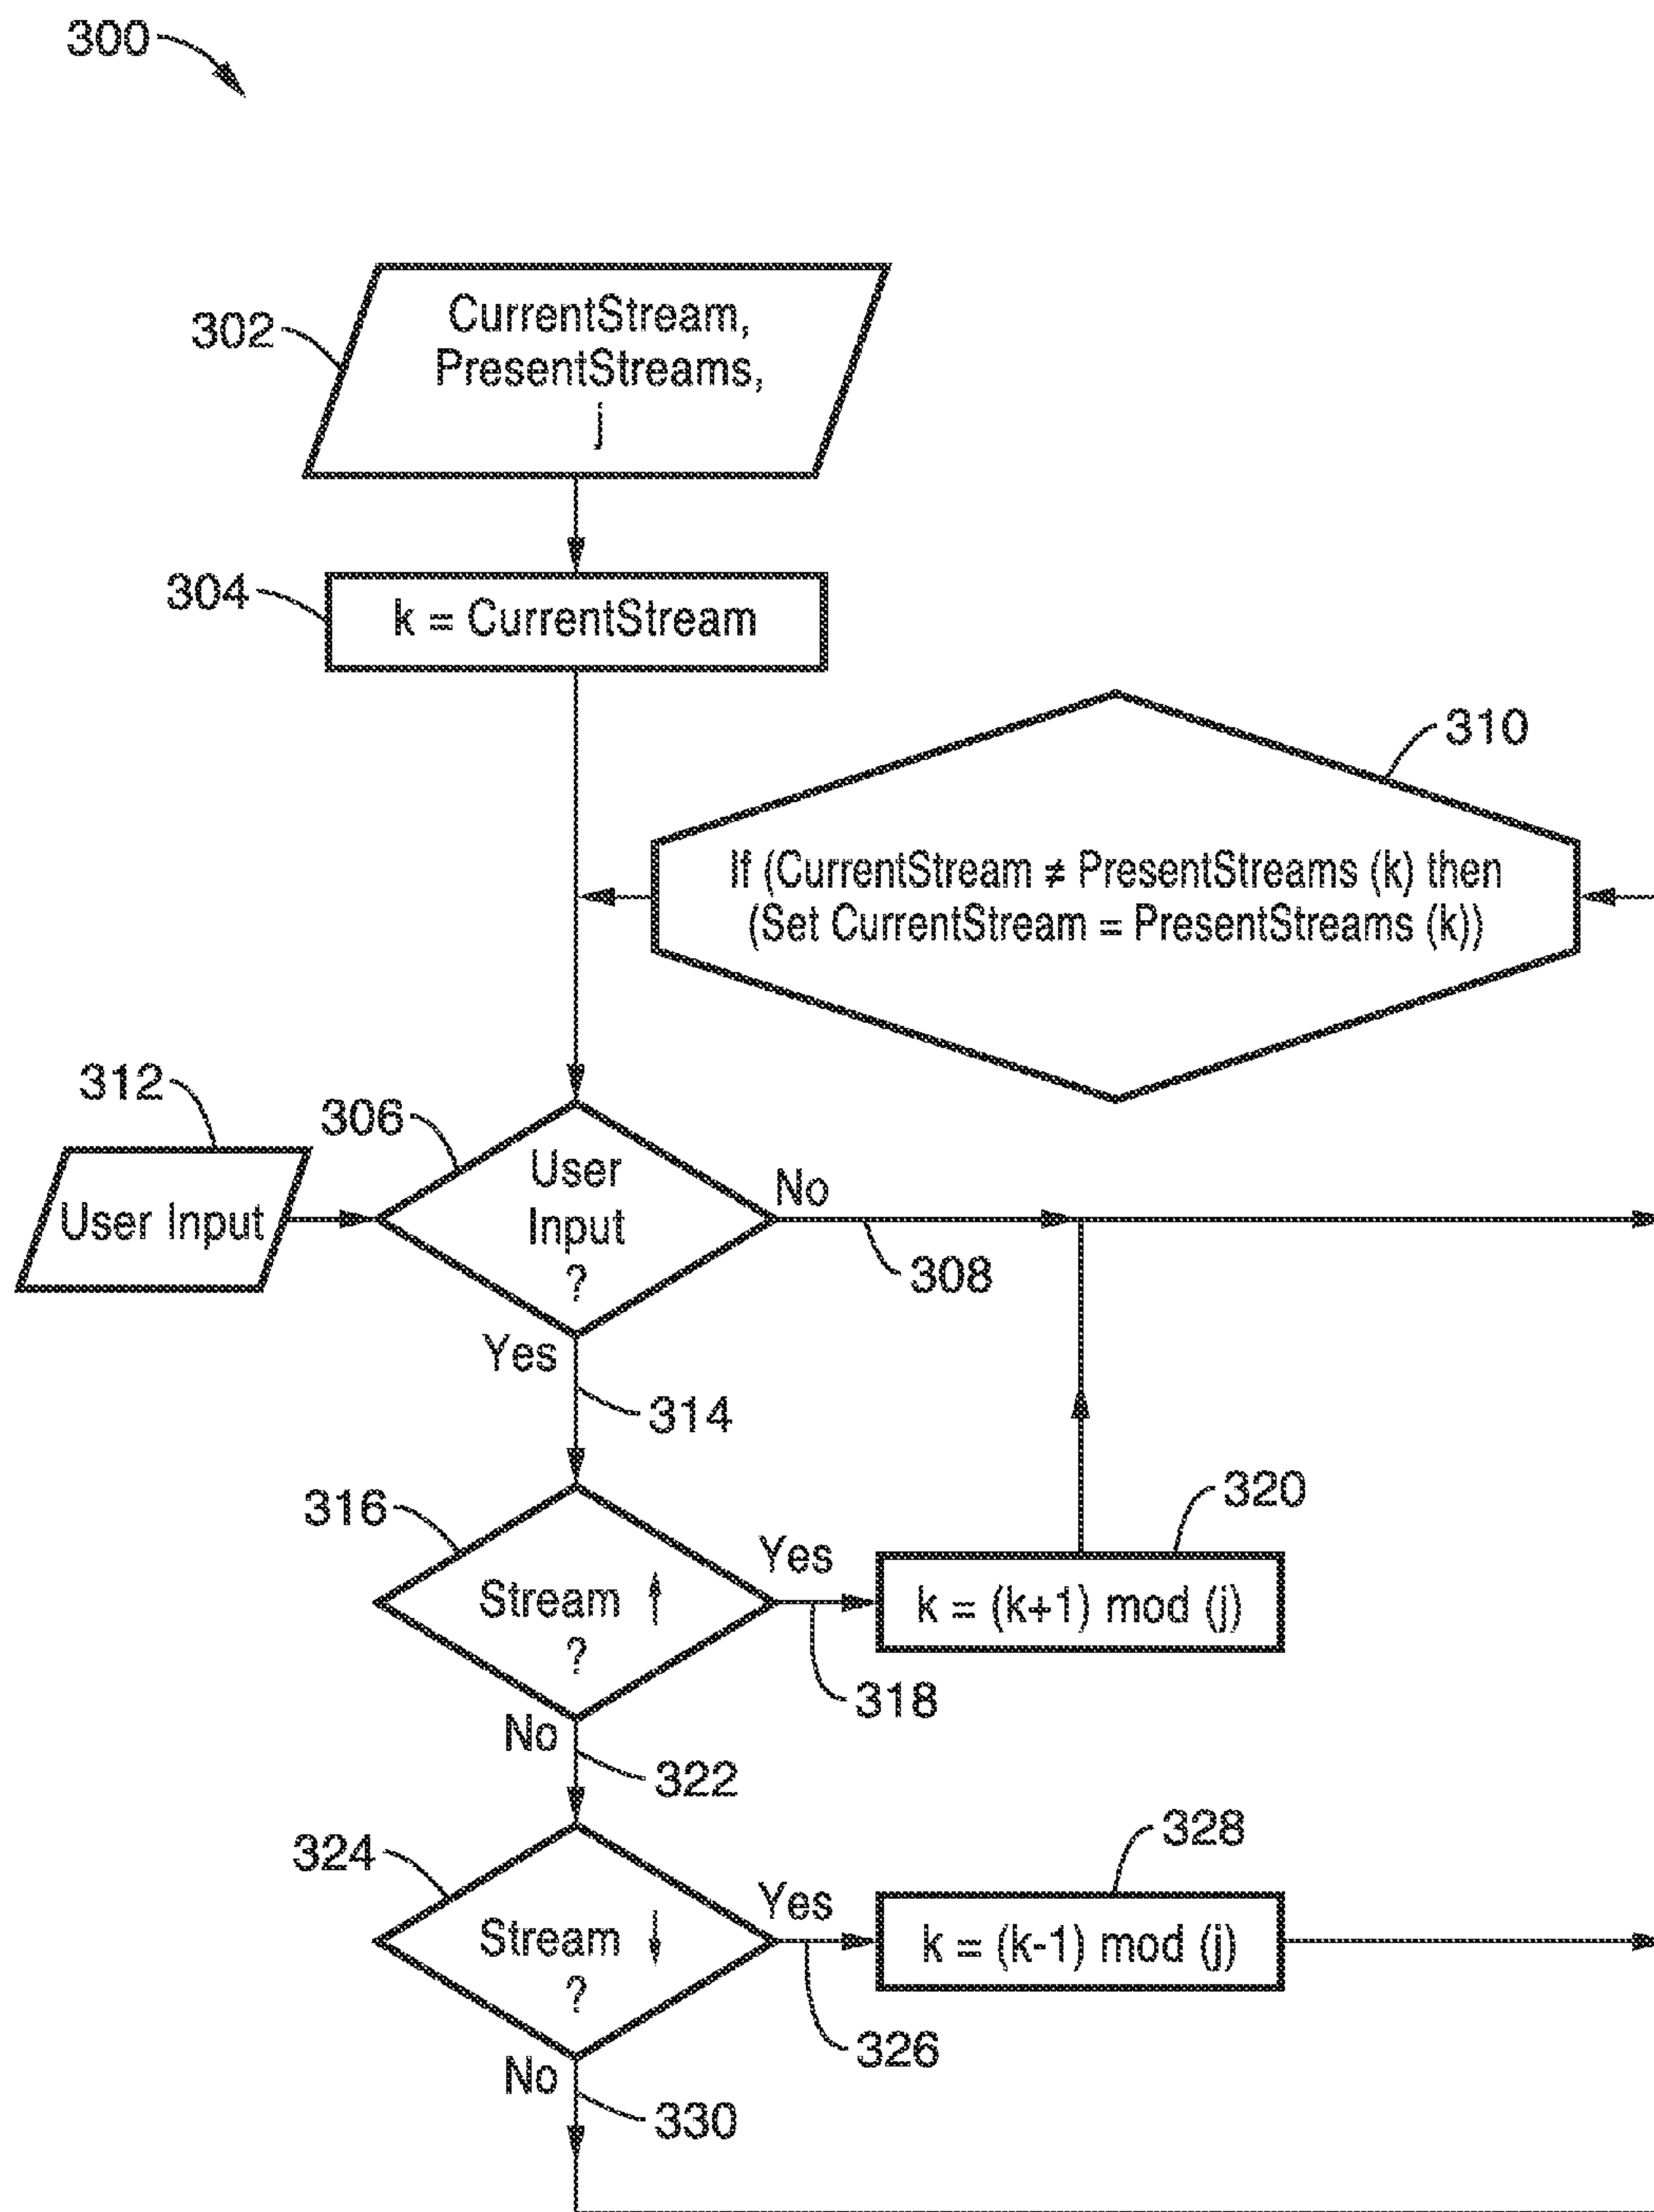 300
302
CurrentStream,
PresentStreams,
j
304
k = CurrentStream
310
If (CurrentStream ≠ PresentStreams (k) then
(Set CurrentStream = PresentStreams (k))
312
306
User Input
User
Input
?
No
308
Yes
314
316
Stream ↑
?
Yes
318
320
k = (k+1) mod (j)
No
322
324
Stream ↓
?
Yes
326
328
k = (k-1) mod (j)
No
330